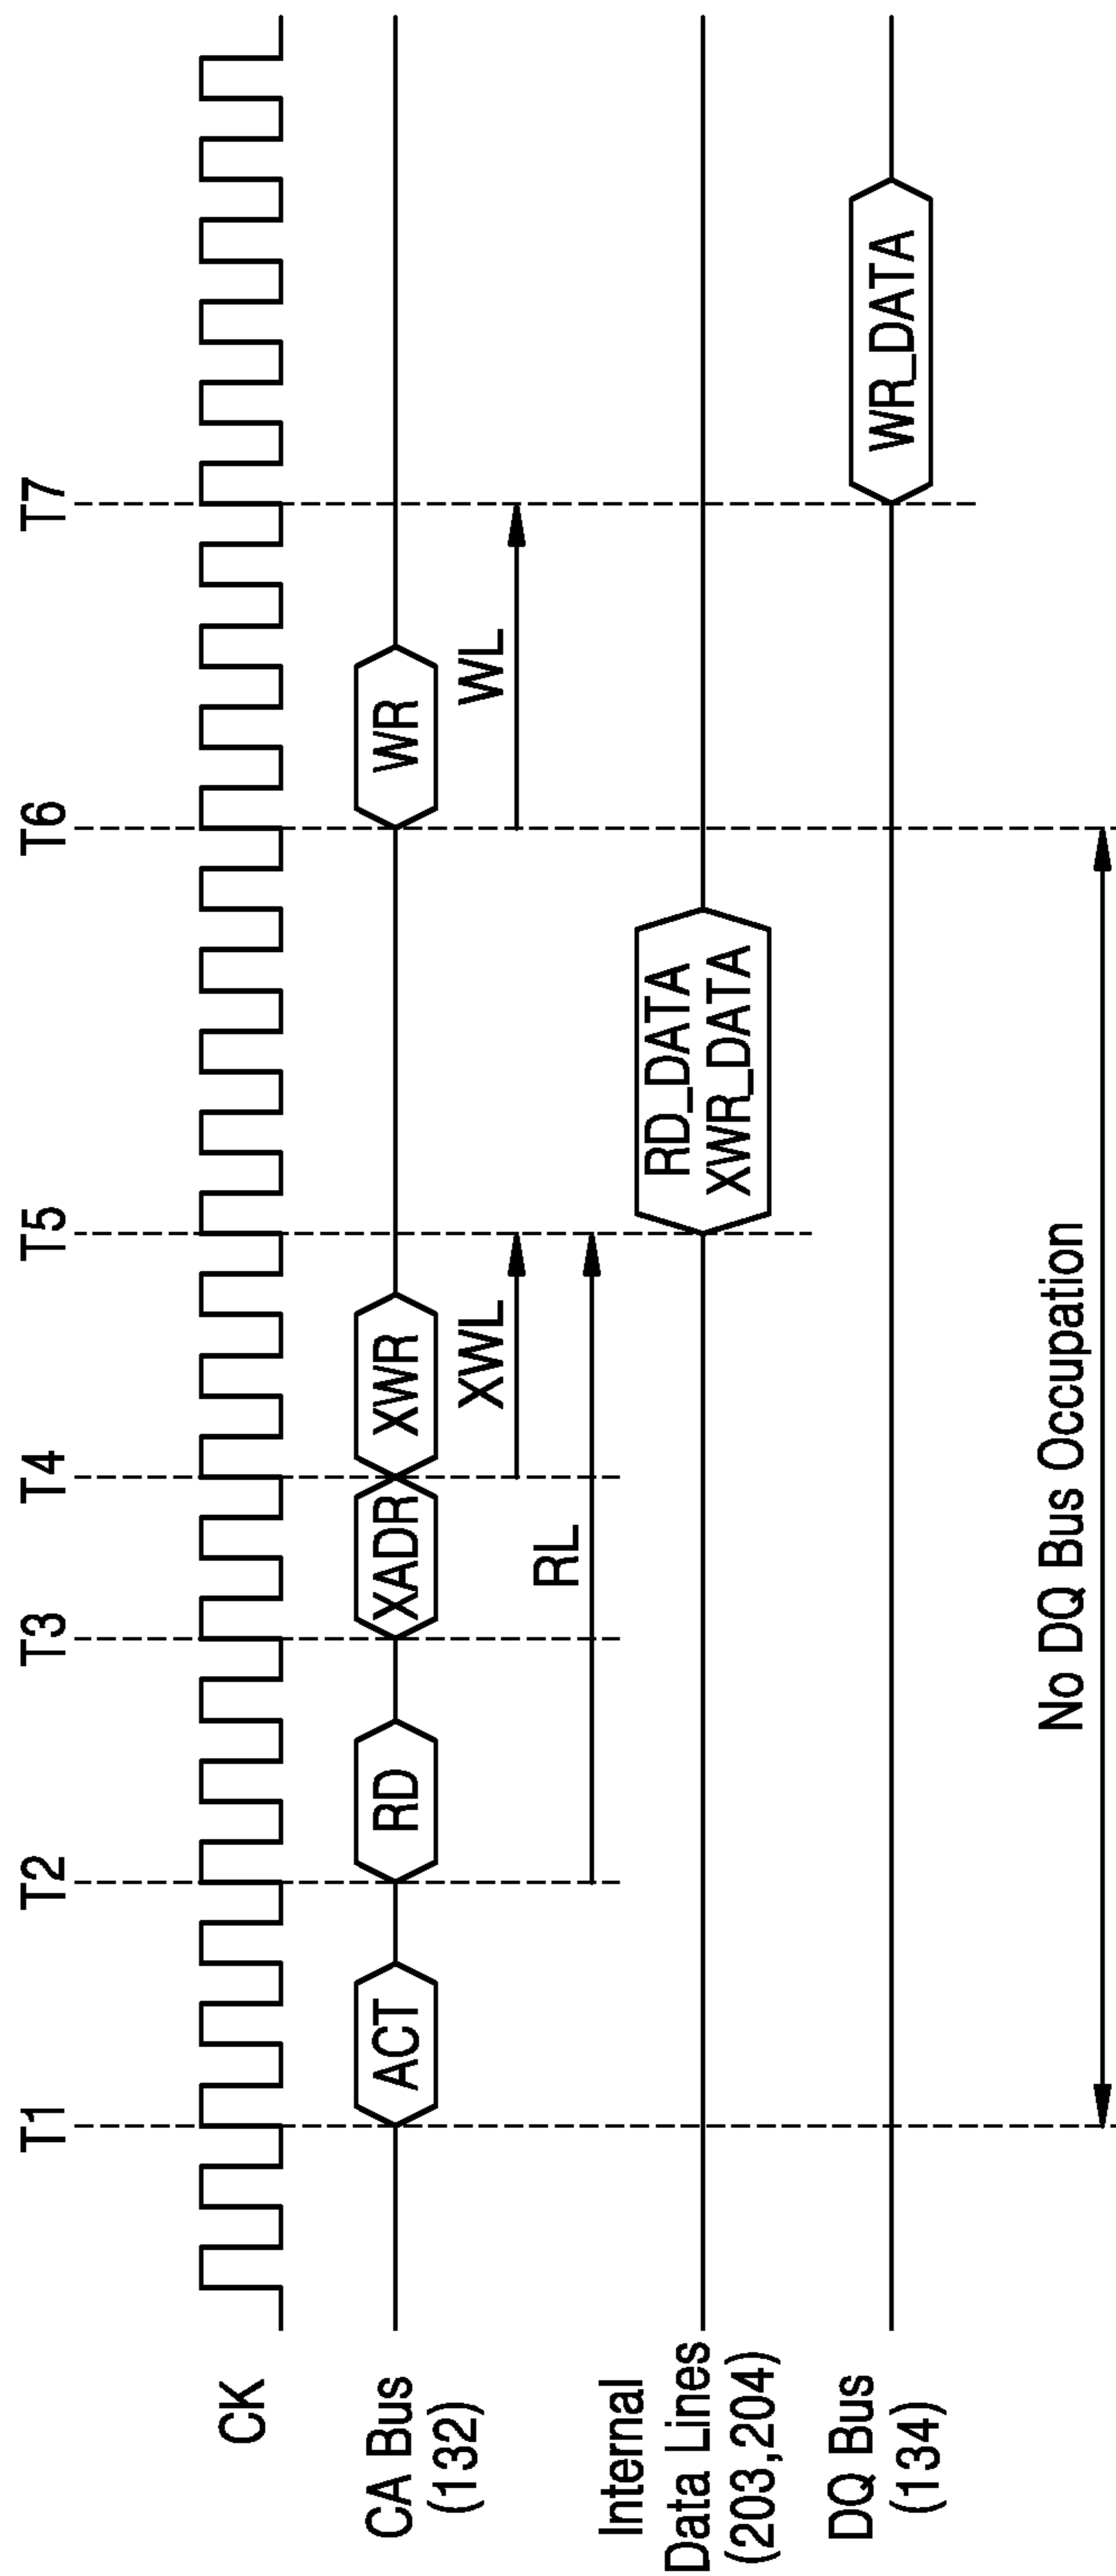 T1 T2 T3 T4 T5 T6 T7
CK
CA Bus
(132)
ACT RD XADR XWR WR
XWL WL
RL
Internal
Data Lines
(203,204)
RD_DATA
XWR_DATA
DQ Bus
(134)
WR_DATA
No DQ Bus Occupation